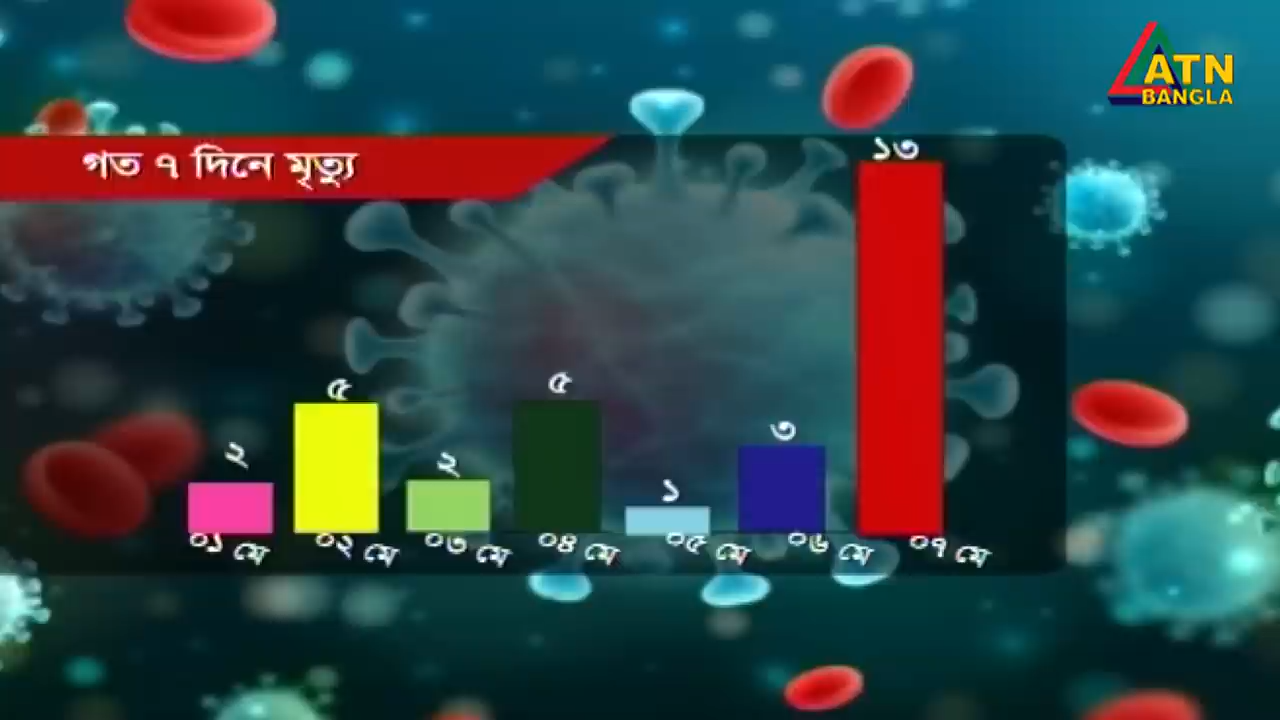 ATN
BANGLA
গত ৭ দিনে মৃত্যু
১৩
৫
৫
২
২
৩
১
০১ মে ০২ মে ০৩ মে ০৪ মে ০৫ মে ০৬ মে ০৭ মে